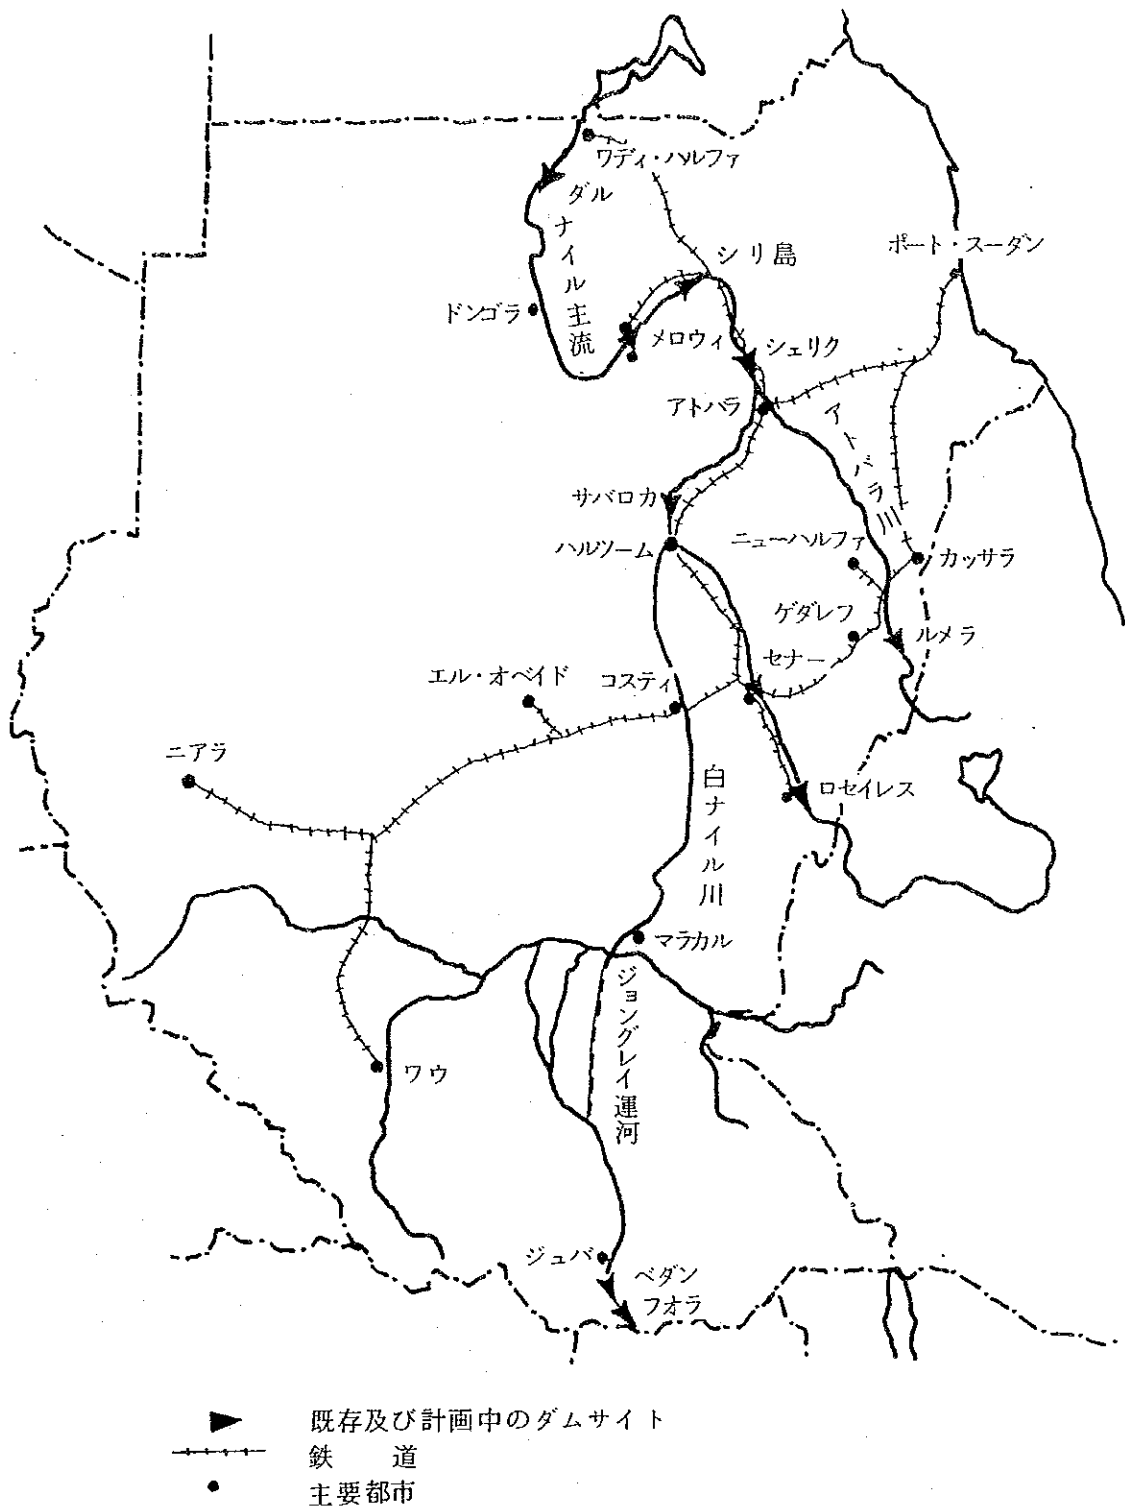 ワディ・ハルファ
ダル
ナイル主流
シリ島
ポート・スーダン
ドンゴラ
メロウィ
シェリク
アトバラ
アトバラ川
サバロカ
ハルツーム
ニューハルファ
カッサラ
ゲダレフ
ルメラ
セナー
エル・オベイド
コスティ
ニアラ
白ナイル川
ロセイレス
マラカル
ジョングレイ運河
ワウ
ジュバ
ベダン
フオラ
既存及び計画中のダムサイト
鉄 道
主要都市